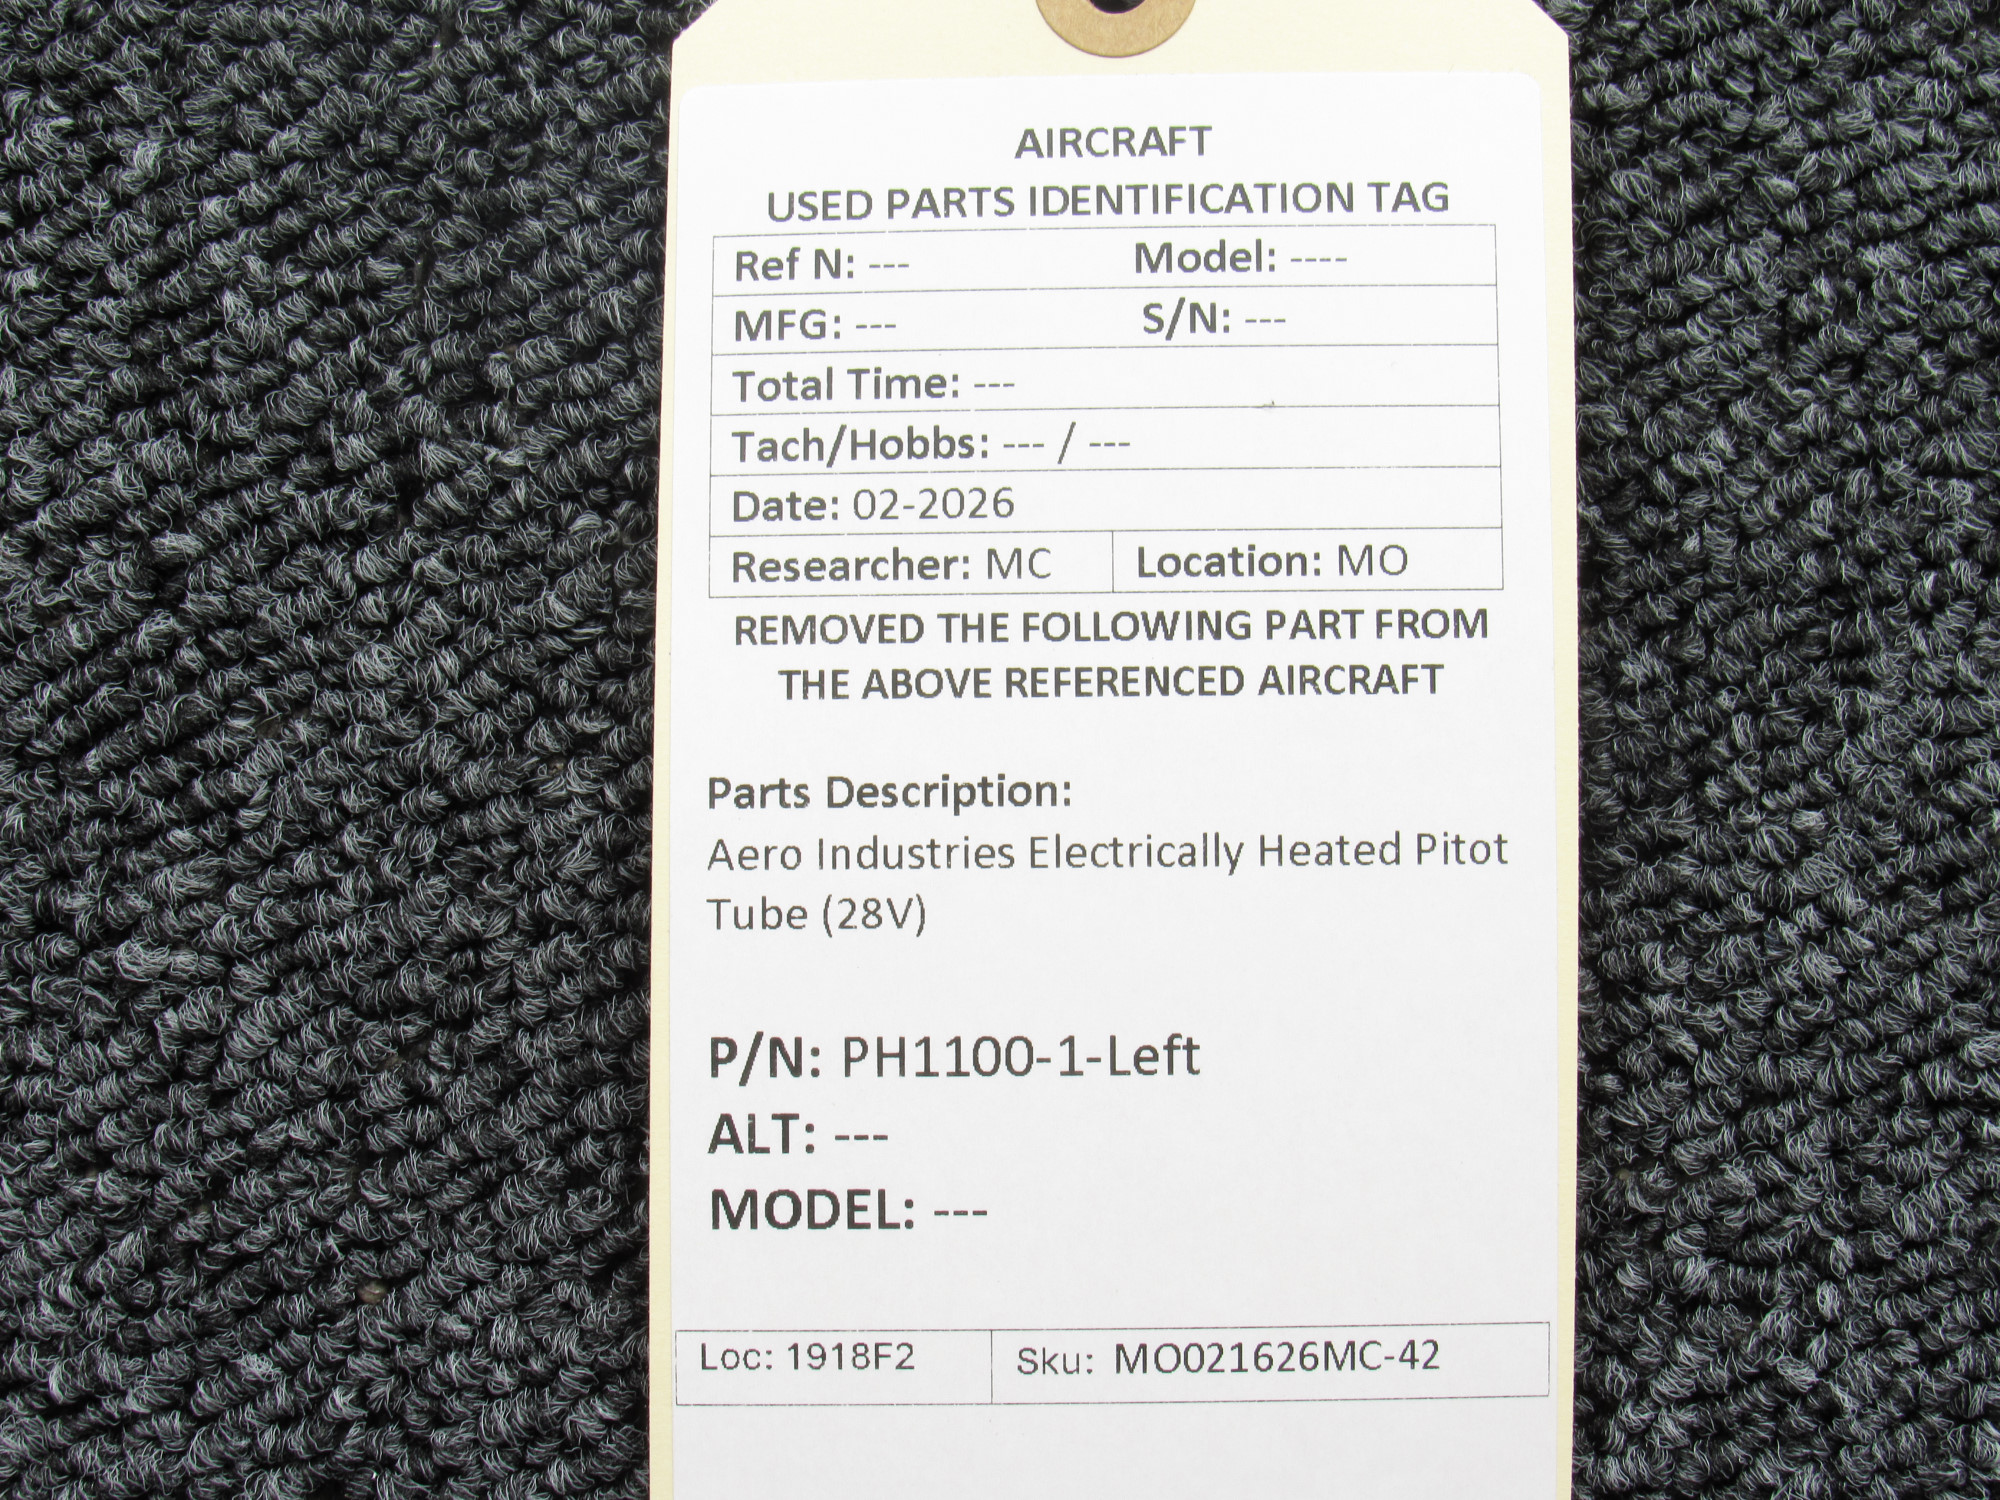 AIRCRAFT
USED PARTS IDENTIFICATION TAG
Ref N: --- Model: ----
MFG: --- S/N: ---
Total Time: ---
Tach/Hobbs: --- / ---
Date: 02-2026
Researcher: MC Location: MO
REMOVED THE FOLLOWING PART FROM
THE ABOVE REFERENCED AIRCRAFT
Parts Description:
Aero Industries Electrically Heated Pitot
Tube (28V)
P/N: PH1100-1-Left
ALT: ---
MODEL: ---
Loc: 1918F2 Sku: MO021626MC-42